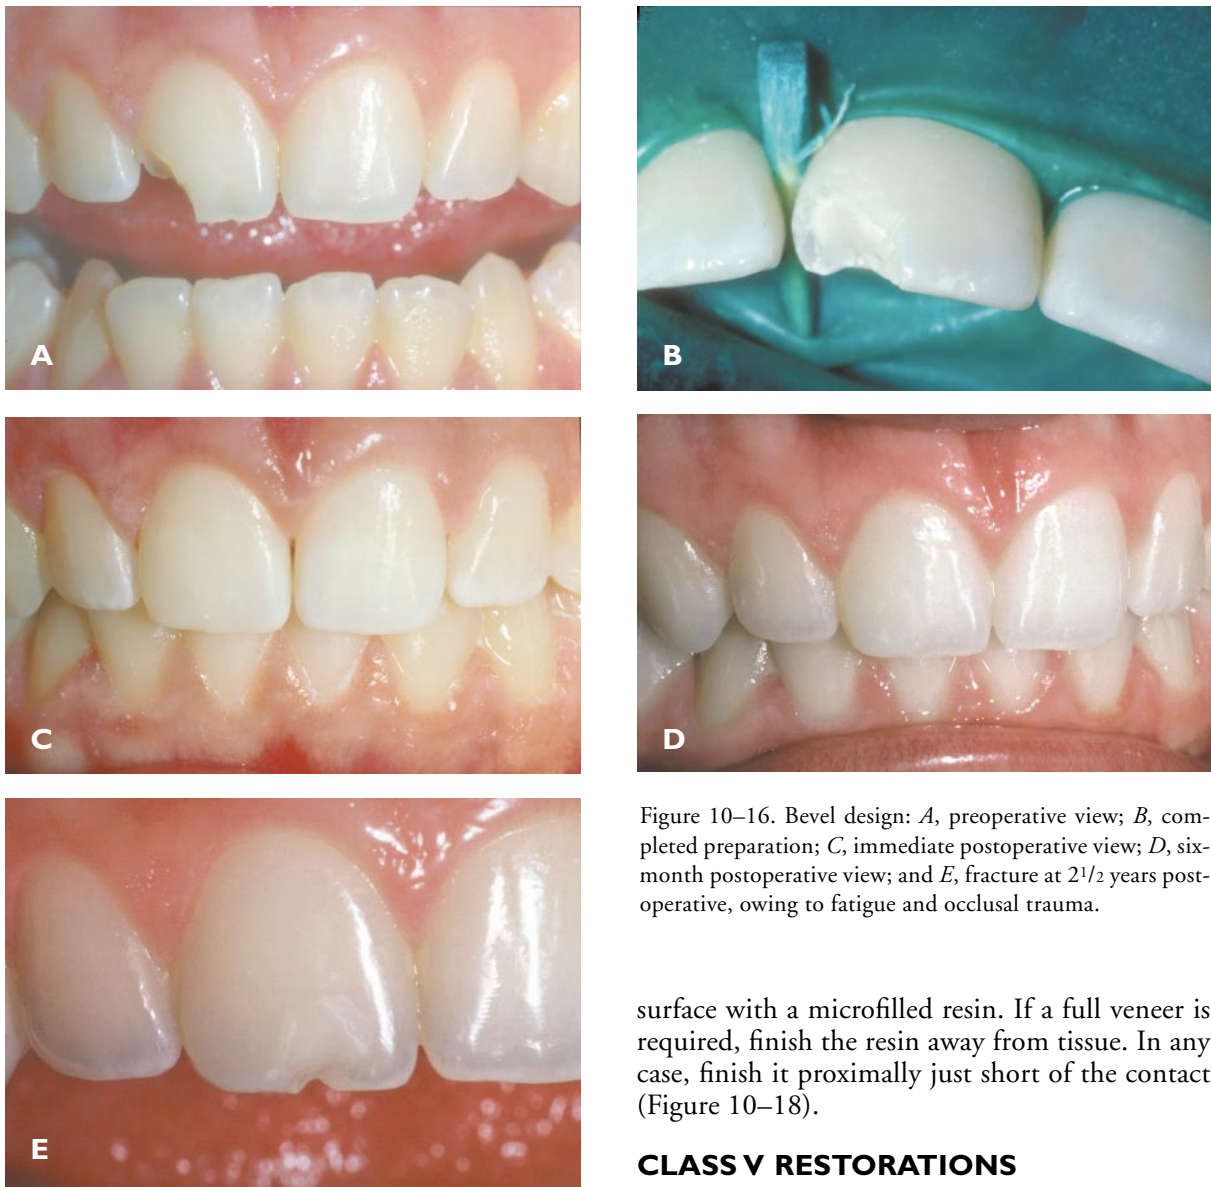 A
B
C
D
E
Figure 10–16. Bevel design: A, preoperative view; B, com-
pleted preparation; C, immediate postoperative view; D, six-
month postoperative view; and E, fracture at 2 1/2 years post-
operative, owing to fatigue and occlusal trauma.
surface with a microfilled resin. If a full veneer is
required, finish the resin away from tissue. In any
case, finish it proximally just short of the contact
(Figure 10–18).
CLASS V RESTORATIONS